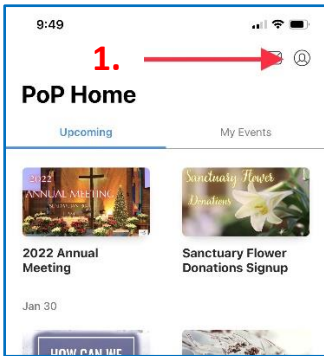 9:49
1.
PoP Home
Upcoming
My Events
2022
ANNUAL MEETING
Sanctuary Flower
Donations
2022 Annual
Meeting
Sanctuary Flower
Donations Signup
Jan 30
HOW CAN WE